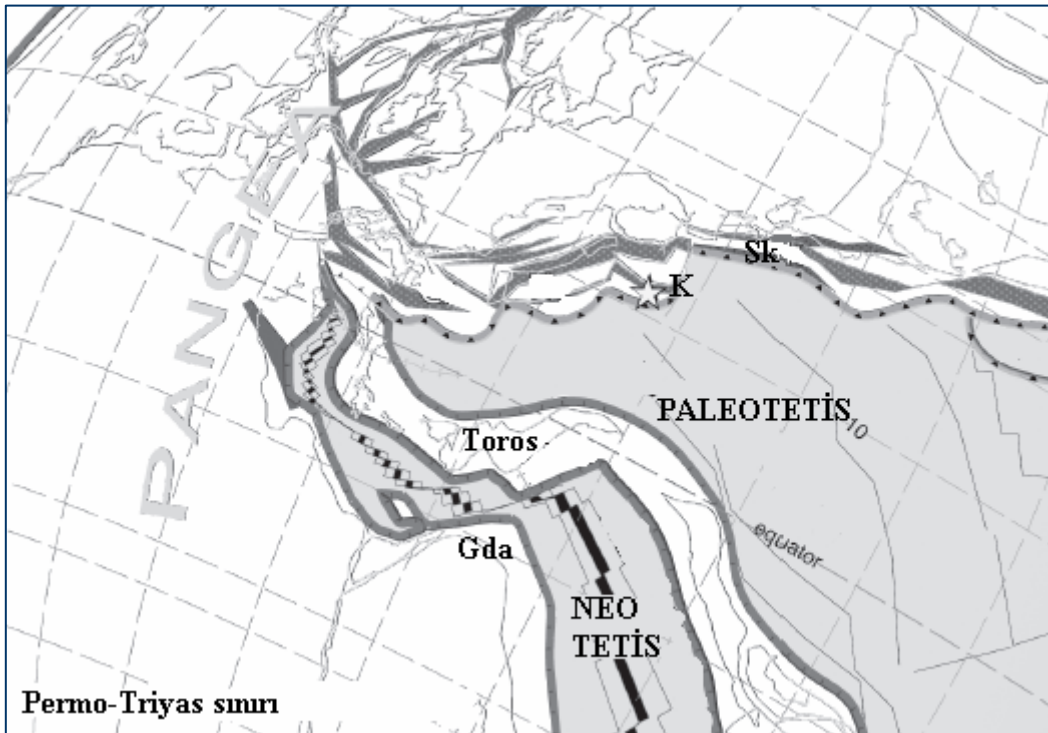 PANGEA
Sk
K
PALEOTETİS
10
Toros
equator
Gda
NEO
TETİS
Permo-Triyas sınırı